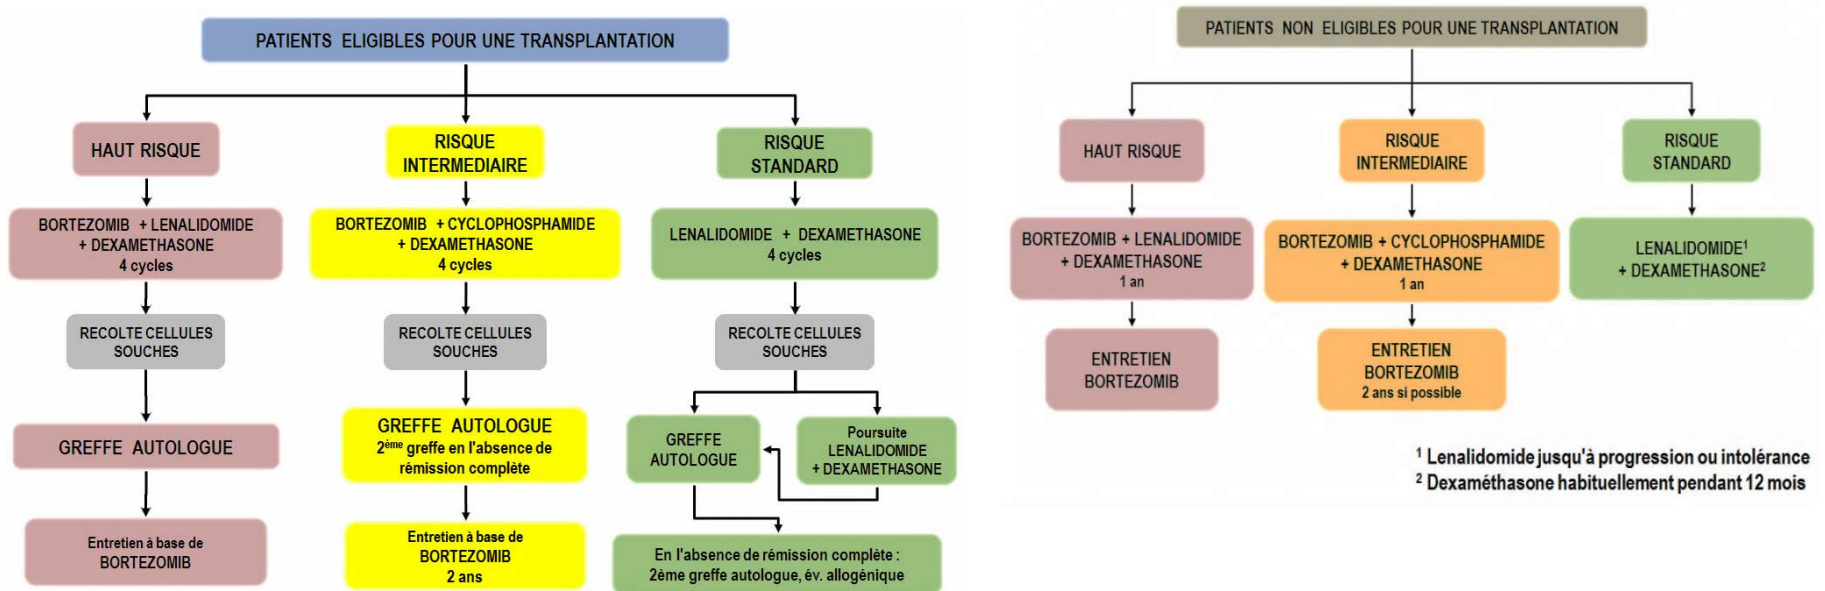 PATIENTS ELIGIBLES POUR UNE TRANSPLANTATION
HAUT RISQUE
RISQUE
INTERMEDIAIRE
RISQUE
STANDARD
BORTEZOMIB + LENALIDOMIDE
+ DEXAMETHASONE
4 cycles
BORTEZOMIB + CYCLOPHOSPHAMIDE
+ DEXAMETHASONE
4 cycles
LENALIDOMIDE + DEXAMETHASONE
4 cycles
RECOLTE CELLULES
SOUCHES
RECOLTE CELLULES
SOUCHES
RECOLTE CELLULES
SOUCHES
GREFFE AUTOLOGUE
GREFFE AUTOLOGUE
2ème greffe en l'absence de
rémission complète
GREFFE
AUTOLOGUE
Poursuite
LENALIDOMIDE
+ DEXAMETHASONE
Entretien à base de
BORTEZOMIB
Entretien à base de
BORTEZOMIB
2 ans
En l'absence de rémission complète :
2ème greffe autologue, év. allogénique
PATIENTS NON ELIGIBLES POUR UNE TRANSPLANTATION
HAUT RISQUE
RISQUE
INTERMEDIAIRE
RISQUE
STANDARD
BORTEZOMIB + LENALIDOMIDE
+ DEXAMETHASONE
1 an
BORTEZOMIB + CYCLOPHOSPHAMIDE
+ DEXAMETHASONE
1 an
LENALIDOMIDE¹
+ DEXAMETHASONE²
ENTRETIEN
BORTEZOMIB
ENTRETIEN
BORTEZOMIB
2 ans si possible
¹ Lenalidomide jusqu'à progression ou intolérance
² Dexaméthasone habituellement pendant 12 mois